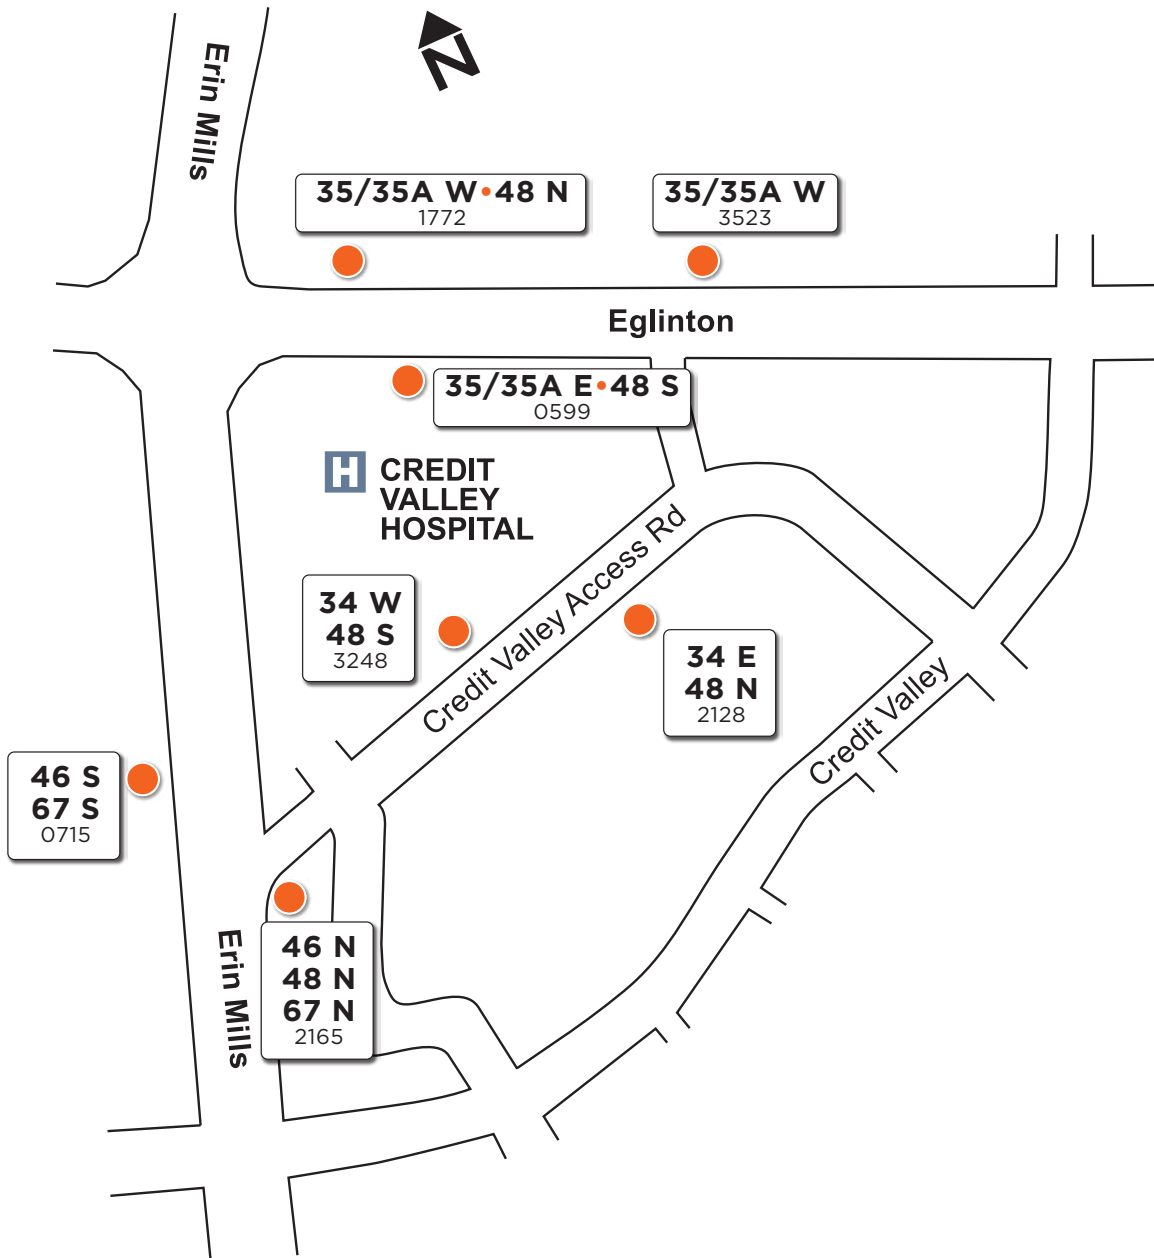 N
Erin Mills
35/35A W•48 N
1772
35/35A W
3523
Eglinton
35/35A E•48 S
0599
H
CREDIT
VALLEY
HOSPITAL
Credit Valley Access Rd
34 W
48 S
3248
34 E
48 N
2128
Credit Valley
46 S
67 S
0715
Erin Mills
46 N
48 N
67 N
2165